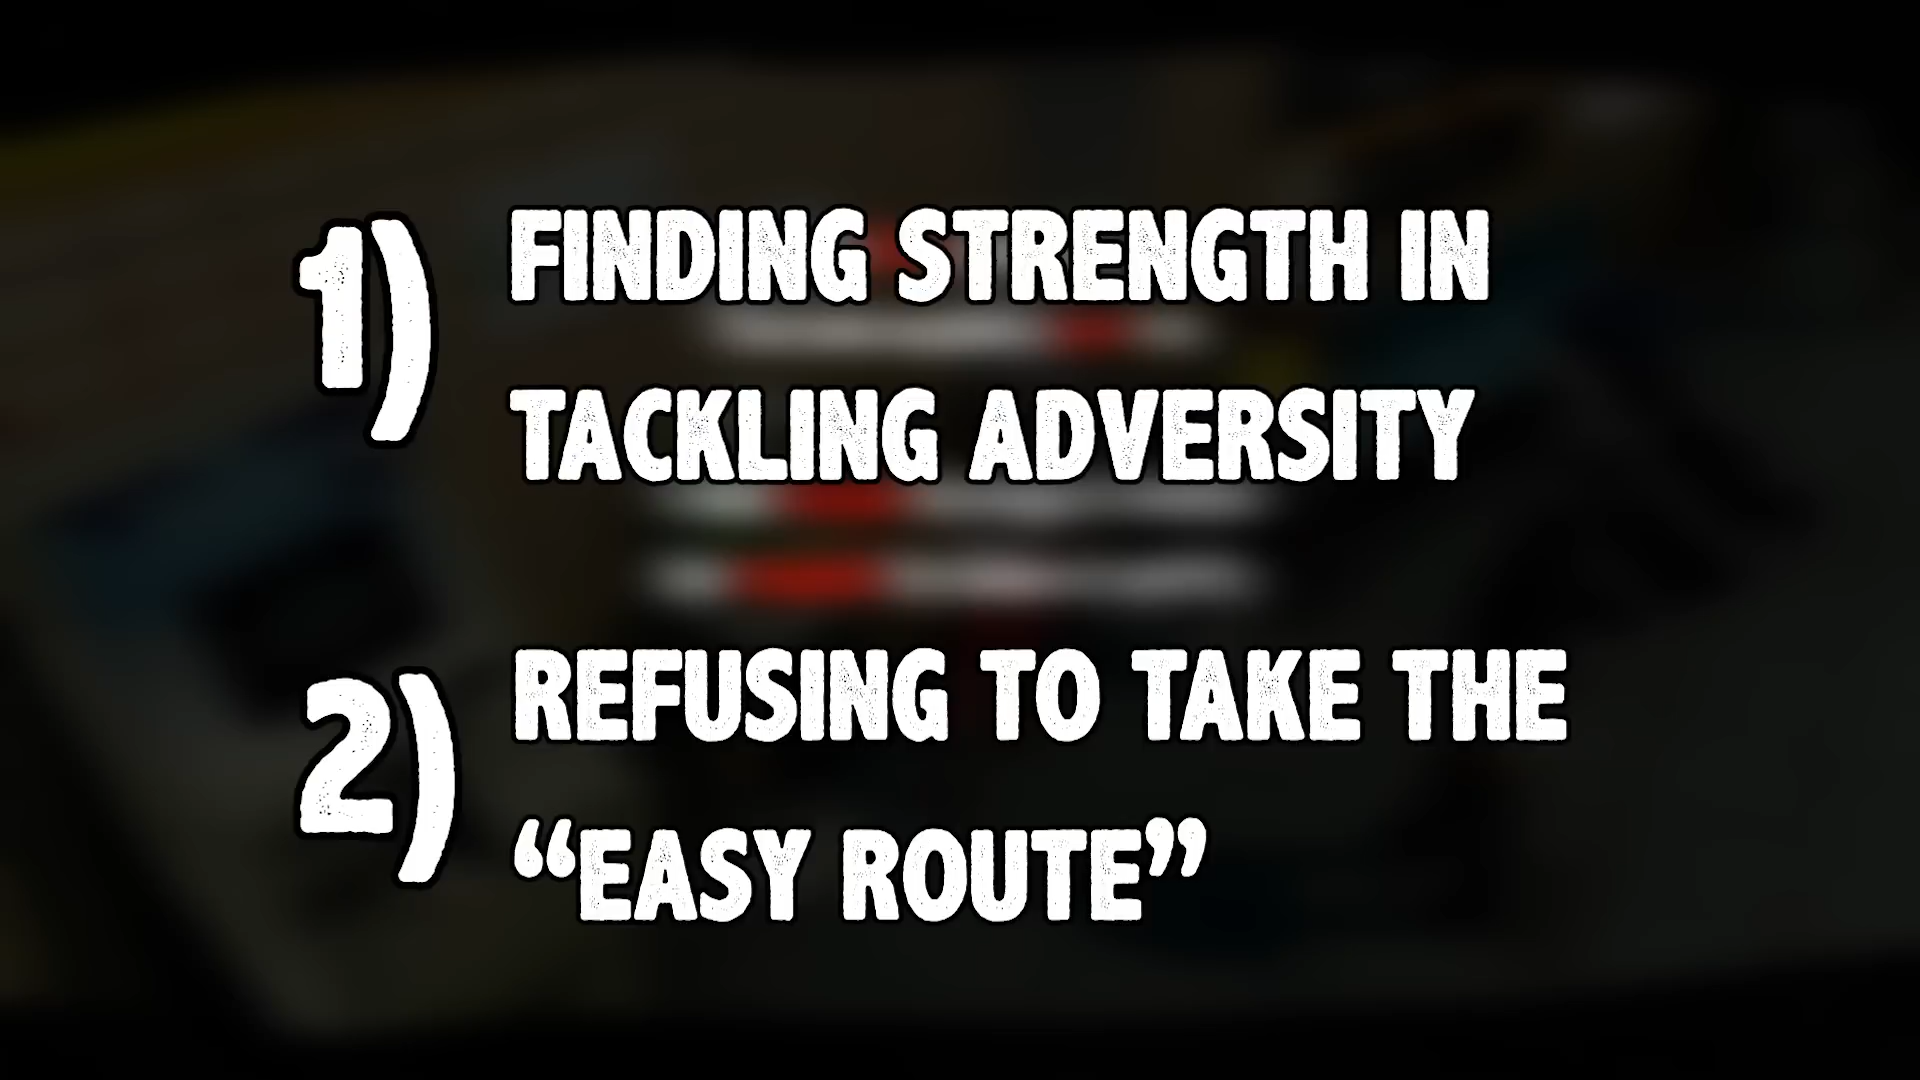 1) FINDING STRENGTH IN
TACKLING ADVERSITY
2) REFUSING TO TAKE THE
“EASY ROUTE”